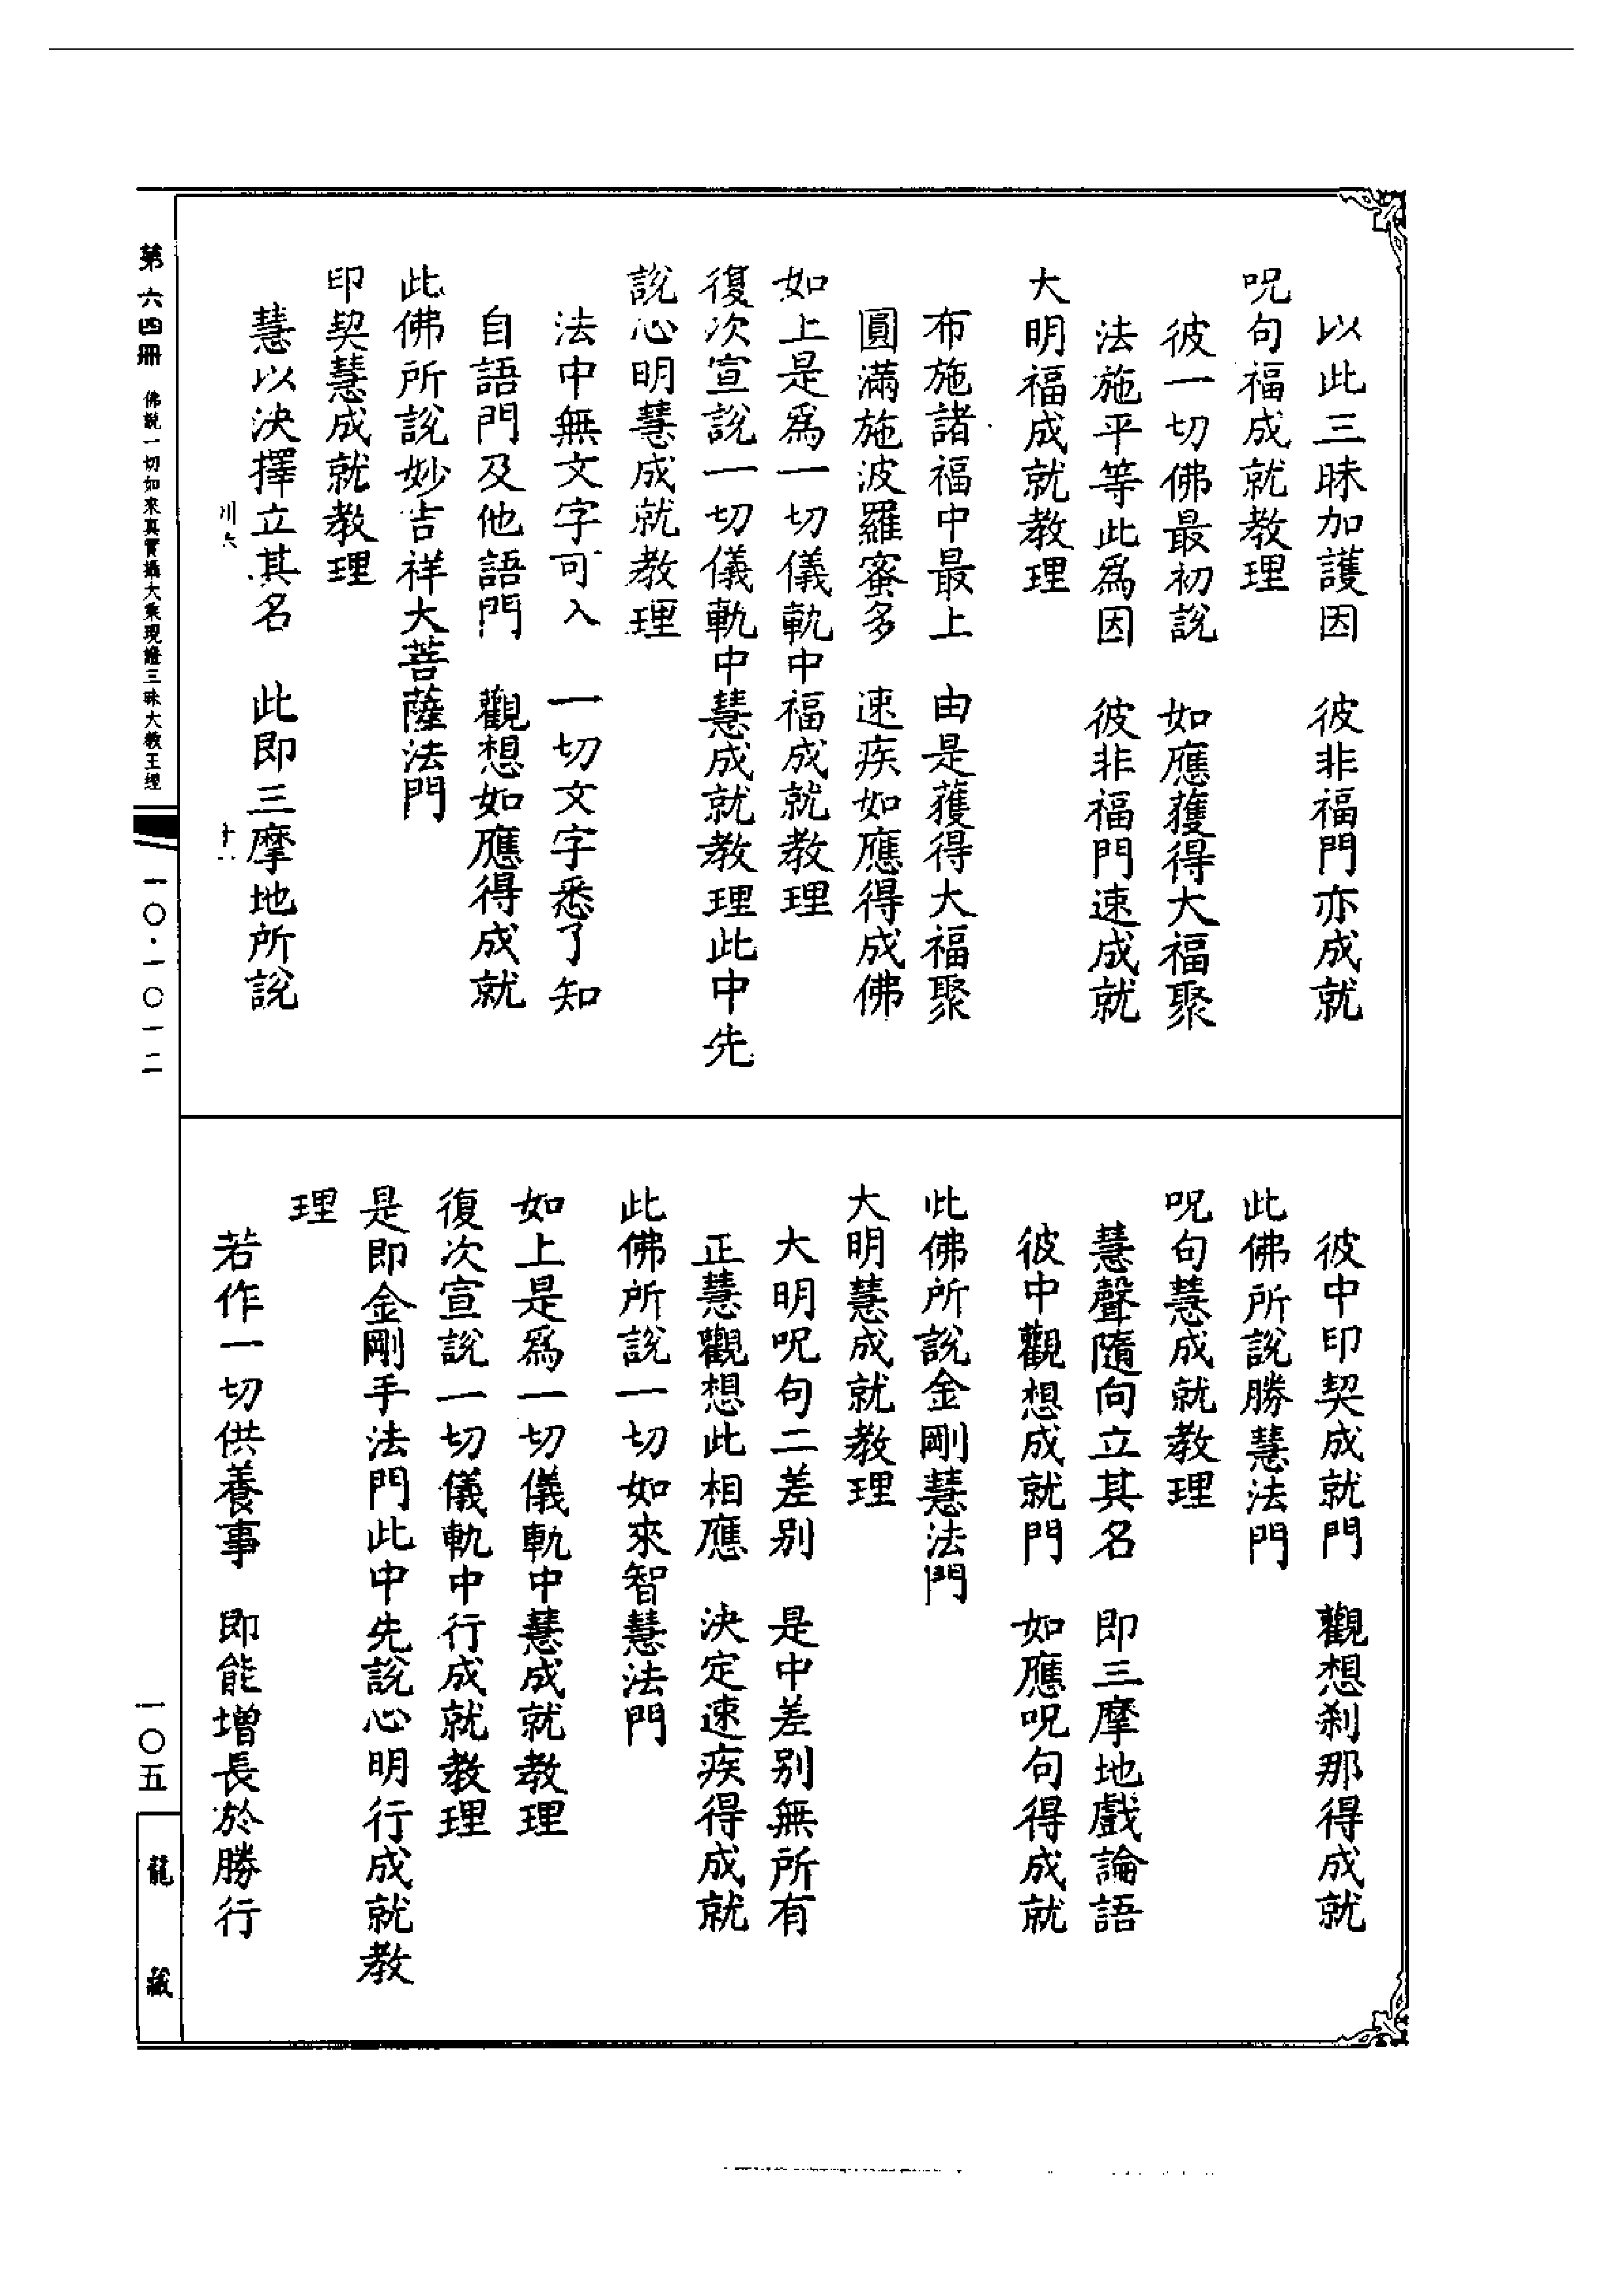 以此三昧加護因　彼非福門亦成就
呪句福成就教理
彼一切佛最初說　如應獲得大福聚
法施平等此爲因　彼非福門速成就
大明福成就教理
布施諸福中最上　由是獲得大福聚
圓滿施波羅蜜多　速疾如應得成佛
如上是爲一切儀軌中福成就教理
復次宣說一切儀軌中慧成就教理此中先
說心明慧成就教理
法中無文字可入　一切文字悉了知
自語門及他語門　觀想如應得成就
此佛所說妙吉祥大菩薩法門
印契慧成就教理
慧以決擇立其名　此即三摩地所說
彼中印契成就門　觀想刹那得成就
此佛所說勝慧法門
呪句慧成就教理
慧聲隨向立其名　即三摩地戲論語
彼中觀想成就門　如應呪句得成就
此佛所說金剛慧法門
大明慧成就教理
大明呪句二差别　是中差别無所有
正慧觀想此相應　決定速疾得成就
此佛所說一切如來智慧法門
如上是爲一切儀軌中慧成就教理
復次宣說一切儀軌中行成就教理
是即金剛手法門此中先說心明行成就教
理
若作一切供養事　即能增長於勝行
第六四冊　佛說一切如來真實攝大乘現證三昧大教王經
一〇·一〇一二
一〇五
龍藏